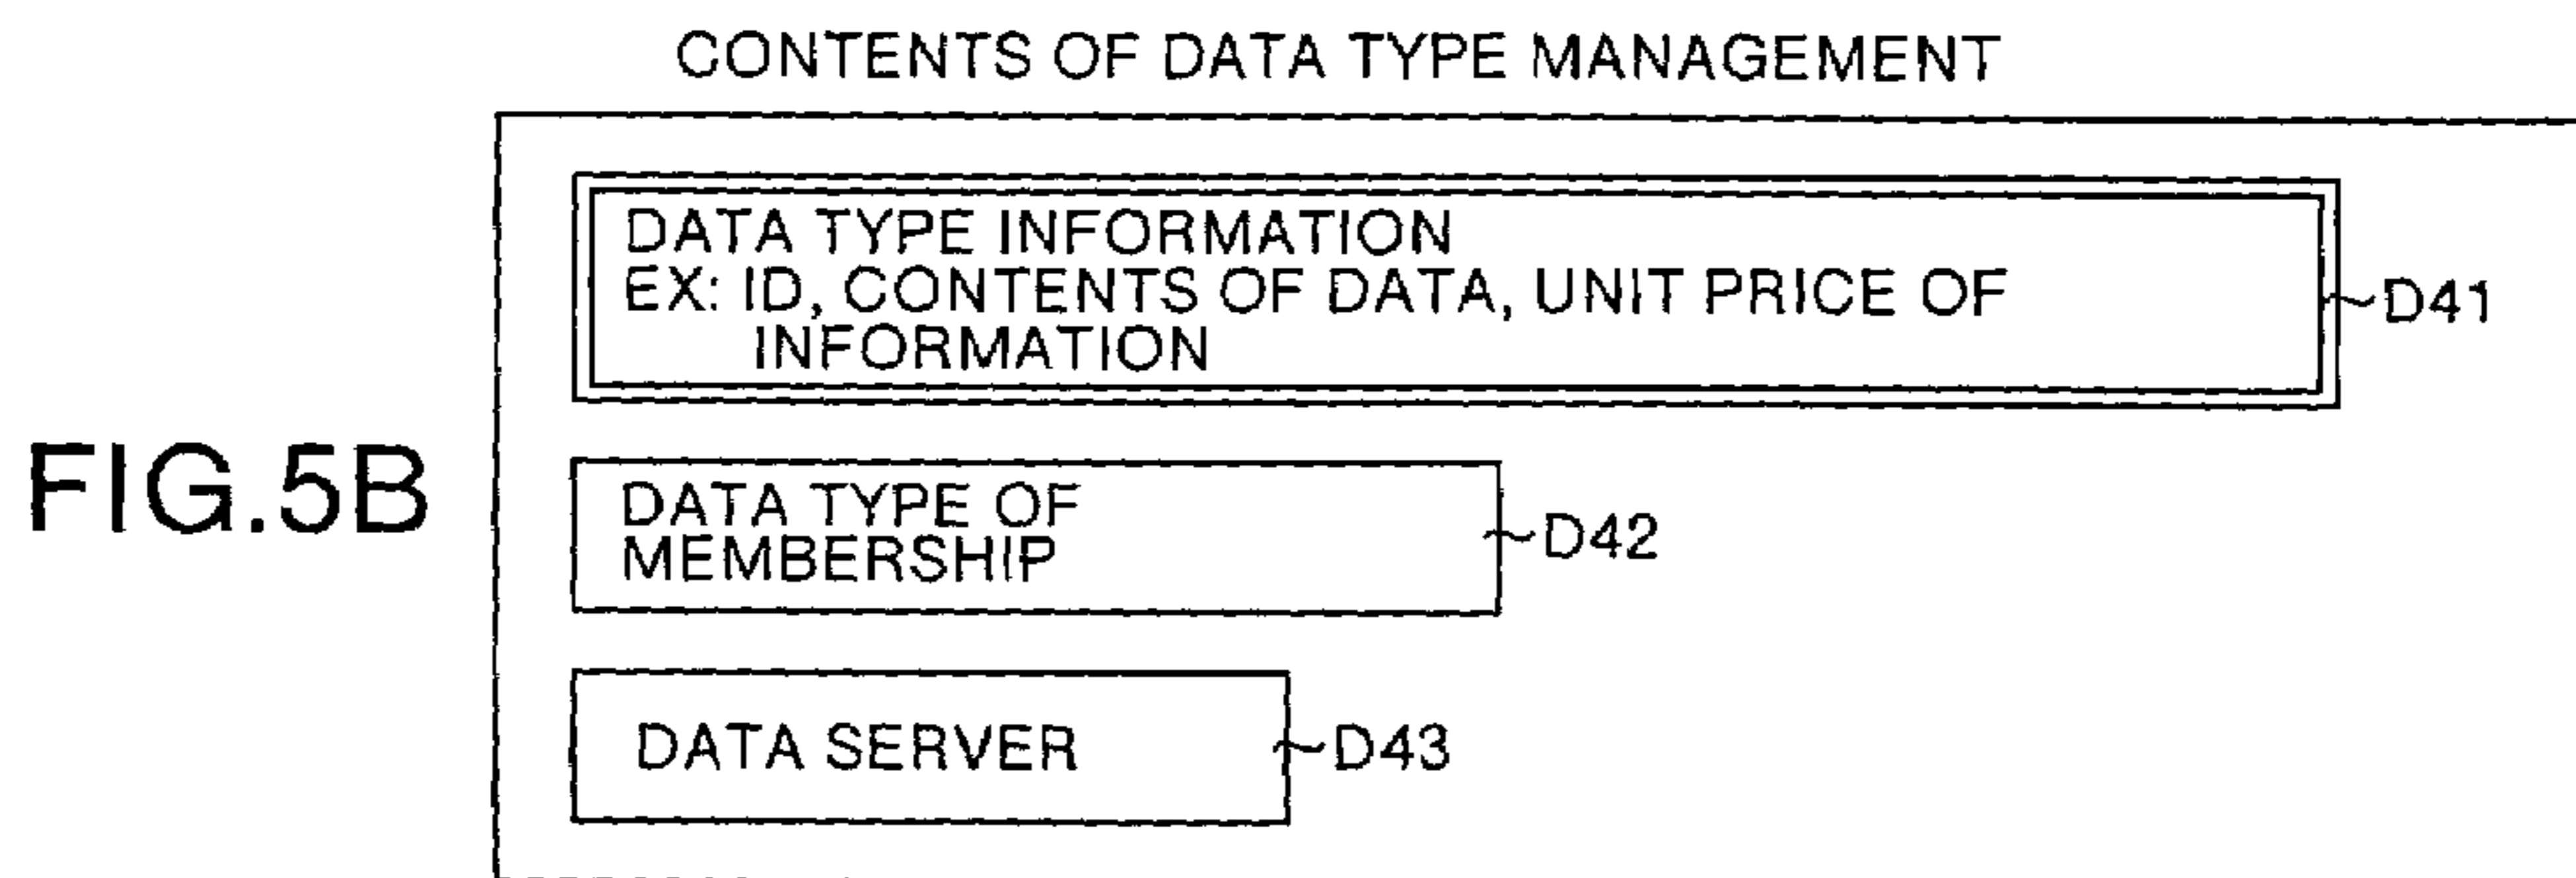 CONTENTS OF DATA TYPE MANAGEMENT
DATA TYPE INFORMATION
EX: ID, CONTENTS OF DATA, UNIT PRICE OF
INFORMATION
D41
FIG.5B
DATA TYPE OF
MEMBERSHIP
D42
DATA SERVER
D43